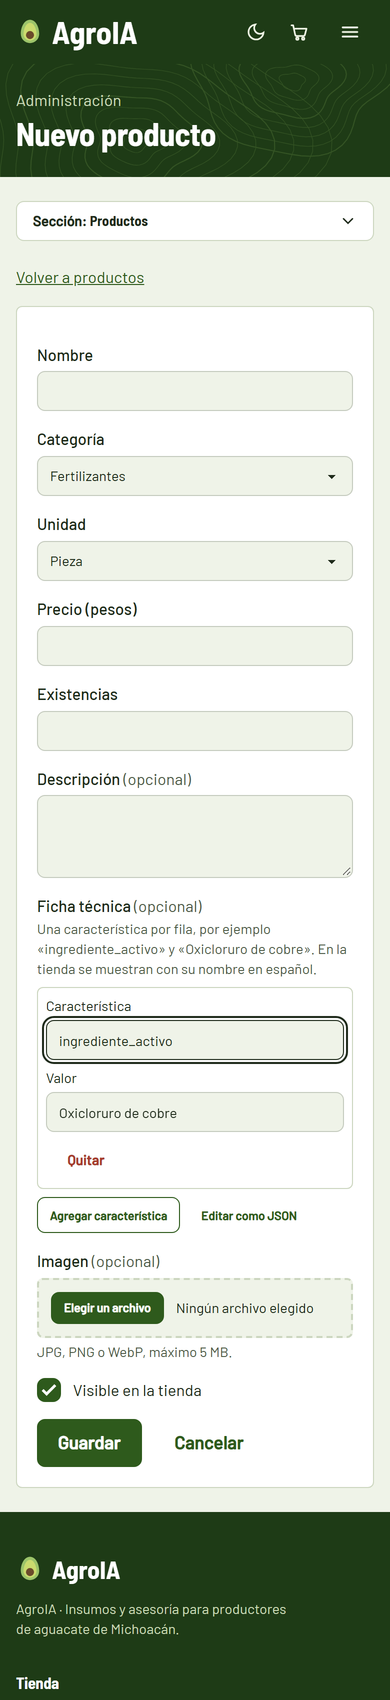 AgroIA
Administración
Nuevo producto
Sección: Productos
Volver a productos
Nombre
Categoría
Fertilizantes
Unidad
Pieza
Precio (pesos)
Existencias
Descripción (opcional)
Ficha técnica (opcional)
Una característica por fila, por ejemplo
«ingrediente_activo» y «Oxicloruro de cobre». En la
tienda se muestran con su nombre en español.
Característica
ingrediente_activo
Valor
Oxicloruro de cobre
Quitar
Agregar característica
Editar como JSON
Imagen (opcional)
Elegir un archivo
Ningún archivo elegido
JPG, PNG o WebP, máximo 5 MB.
Visible en la tienda
Guardar
Cancelar
AgroIA
AgroIA · Insumos y asesoría para productores
de aguacate de Michoacán.
Tienda